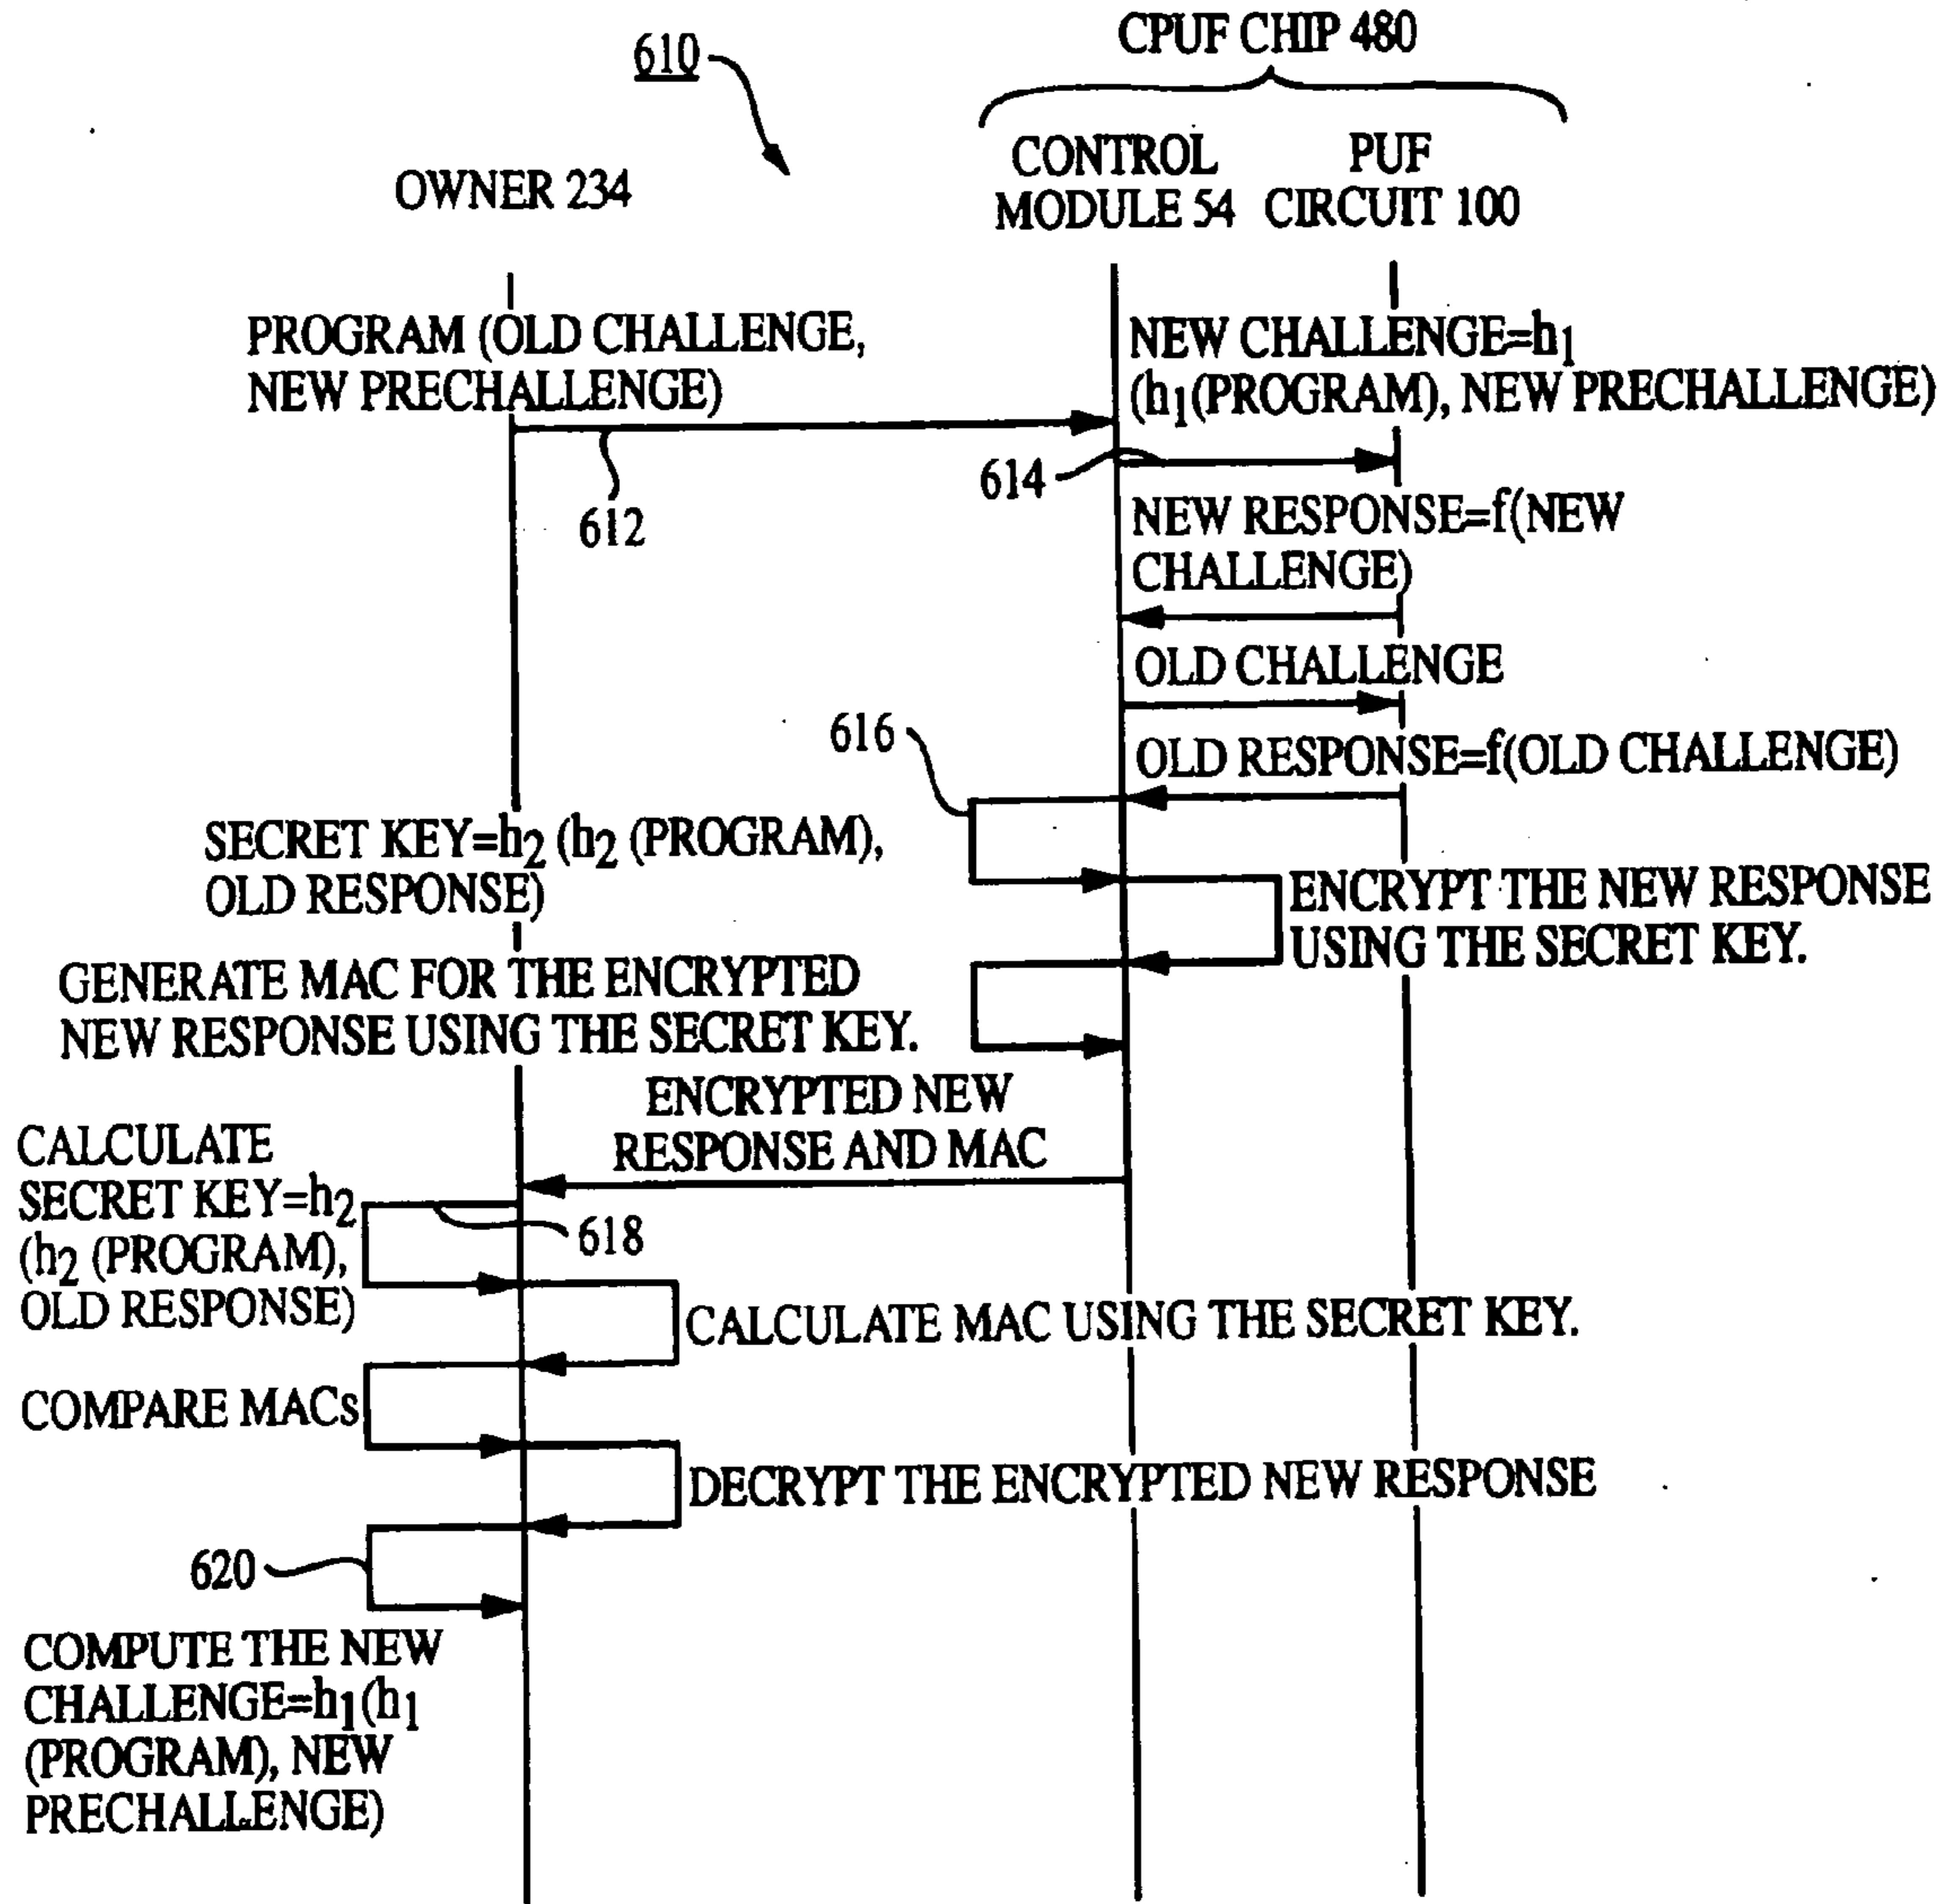 610
CPUF CHIP 480
OWNER 234
CONTROL
MODULE 54
PUF
CIRCUIT 100
PROGRAM (OLD CHALLENGE,
NEW PRECHALLENGE)
612
NEW CHALLENGE=h1
(h1(PROGRAM), NEW PRECHALLENGE)
614
NEW RESPONSE=f(NEW
CHALLENGE)
OLD CHALLENGE
616
OLD RESPONSE=f(OLD CHALLENGE)
SECRET KEY=h2 (h2 (PROGRAM),
OLD RESPONSE)
ENCRYPT THE NEW RESPONSE
USING THE SECRET KEY.
GENERATE MAC FOR THE ENCRYPTED
NEW RESPONSE USING THE SECRET KEY.
ENCRYPTED NEW
RESPONSE AND MAC
CALCULATE
SECRET KEY=h2
(h2 (PROGRAM),
OLD RESPONSE)
618
CALCULATE MAC USING THE SECRET KEY.
COMPARE MACs
DECRYPT THE ENCRYPTED NEW RESPONSE
620
COMPUTE THE NEW
CHALLENGE=h1(h1
(PROGRAM), NEW
PRECHALLENGE)